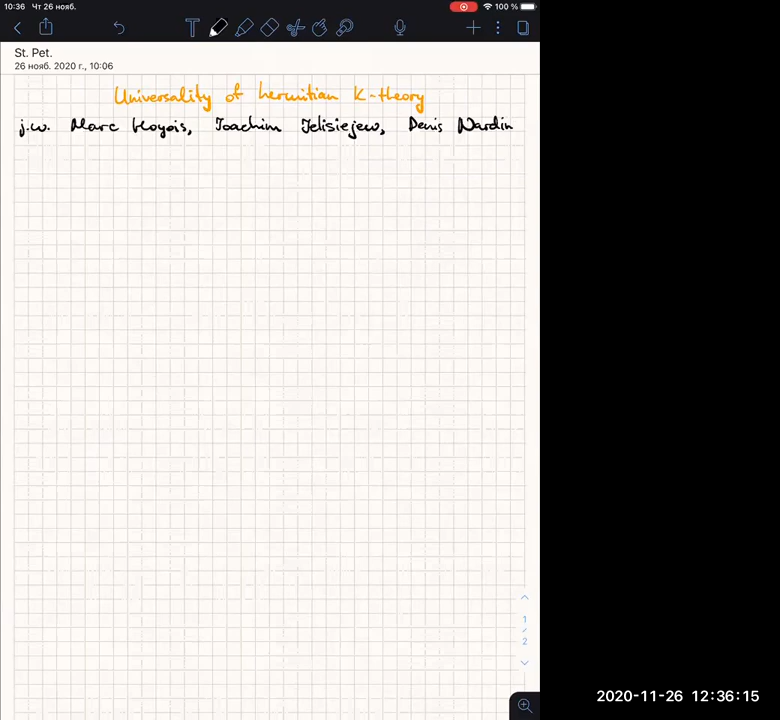 10:36 Чт 26 нояб. 100 %
St. Pet.
26 нояб. 2020 г., 10:06
Universality of hermitian K-theory
j.w. Marc Hoyois, Joachim Jelisiejew, Denis Nardin
1
2
2020-11-26 12:36:15